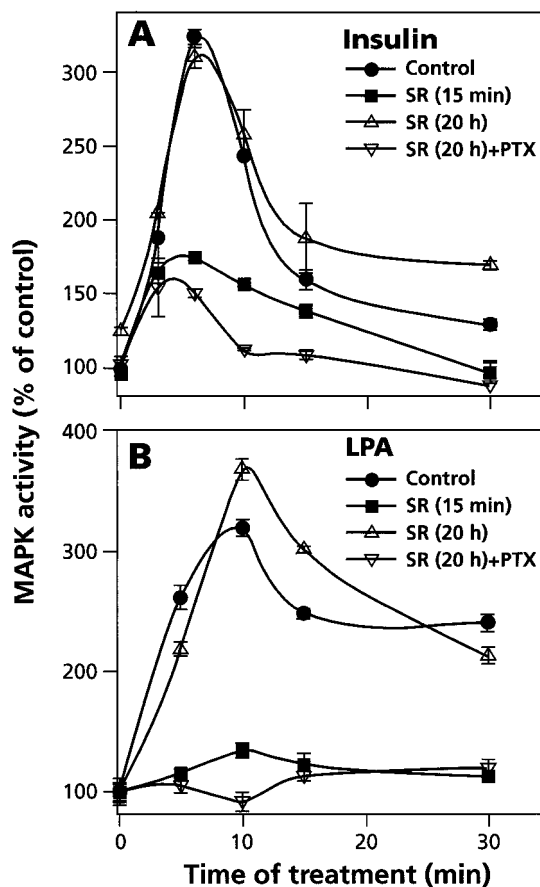 A
Insulin
Control
SR (15 min)
SR (20 h)
SR (20 h)+PTX
300
250
200
150
100
MAPK activity (% of control)
B
LPA
Control
SR (15 min)
SR (20 h)
SR (20 h)+PTX
400
300
200
100
0
10
20
30
Time of treatment (min)